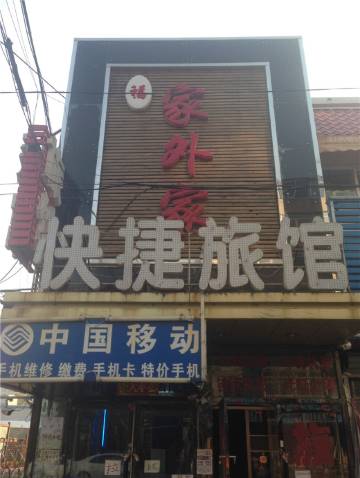 福
家外家
快捷旅馆
中国移动
手机维修 缴费 手机卡 特价手机